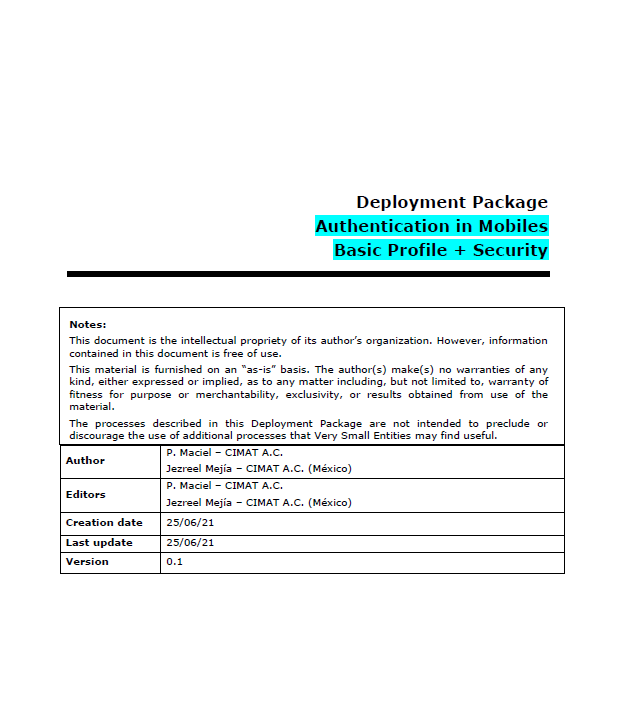 Deployment Package
Authentication in Mobiles
Basic Profile + Security
Notes:
This document is the intellectual propriety of its author’s organization. However, information
contained in this document is free of use.
This material is furnished on an “as-is” basis. The author(s) make(s) no warranties of any
kind, either expressed or implied, as to any matter including, but not limited to, warranty of
fitness for purpose or merchantability, exclusivity, or results obtained from use of the
material.
The processes described in this Deployment Package are not intended to preclude or
discourage the use of additional processes that Very Small Entities may find useful.
Author
P. Maciel – CIMAT A.C.
Jezreel Mejía – CIMAT A.C. (México)
Editors
P. Maciel – CIMAT A.C.
Jezreel Mejía – CIMAT A.C. (México)
Creation date 25/06/21
Last update 25/06/21
Version 0.1